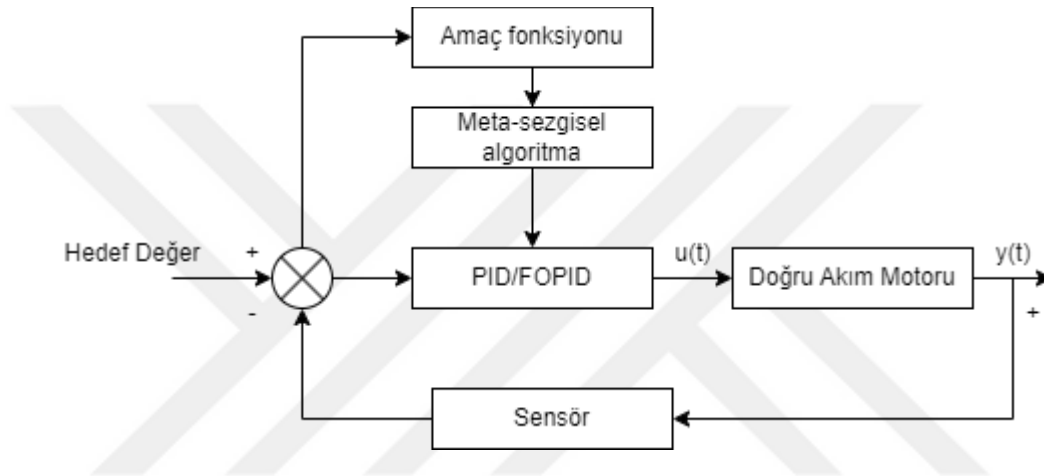 Amaç fonksiyonu
Meta-sezgisel
algoritma
Hedef Değer
+
-
PID/FOPID
u(t)
Doğru Akım Motoru
y(t)
+
Sensör